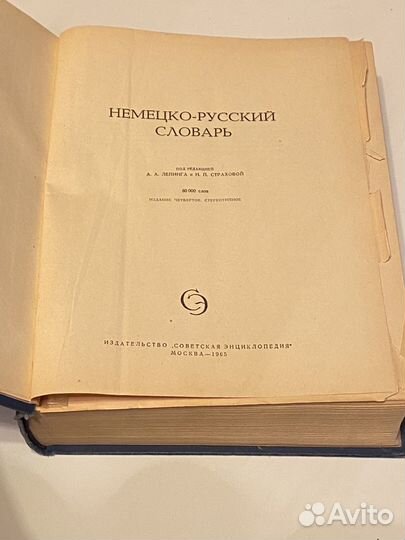 НЕМЕЦКО-РУССКИЙ
СЛОВАРЬ
ПОД РЕДАКЦИЕЙ
А. А. ЛЕПИНГА и Н. П. СТРАХОВОЙ
80 000 слов
ИЗДАНИЕ ЧЕТВЕРТОЕ, СТЕРЕОТИПНОЕ
СЭ
ИЗДАТЕЛЬСТВО „СОВЕТСКАЯ ЭНЦИКЛОПЕДИЯ"
МОСКВА—1965
Avito